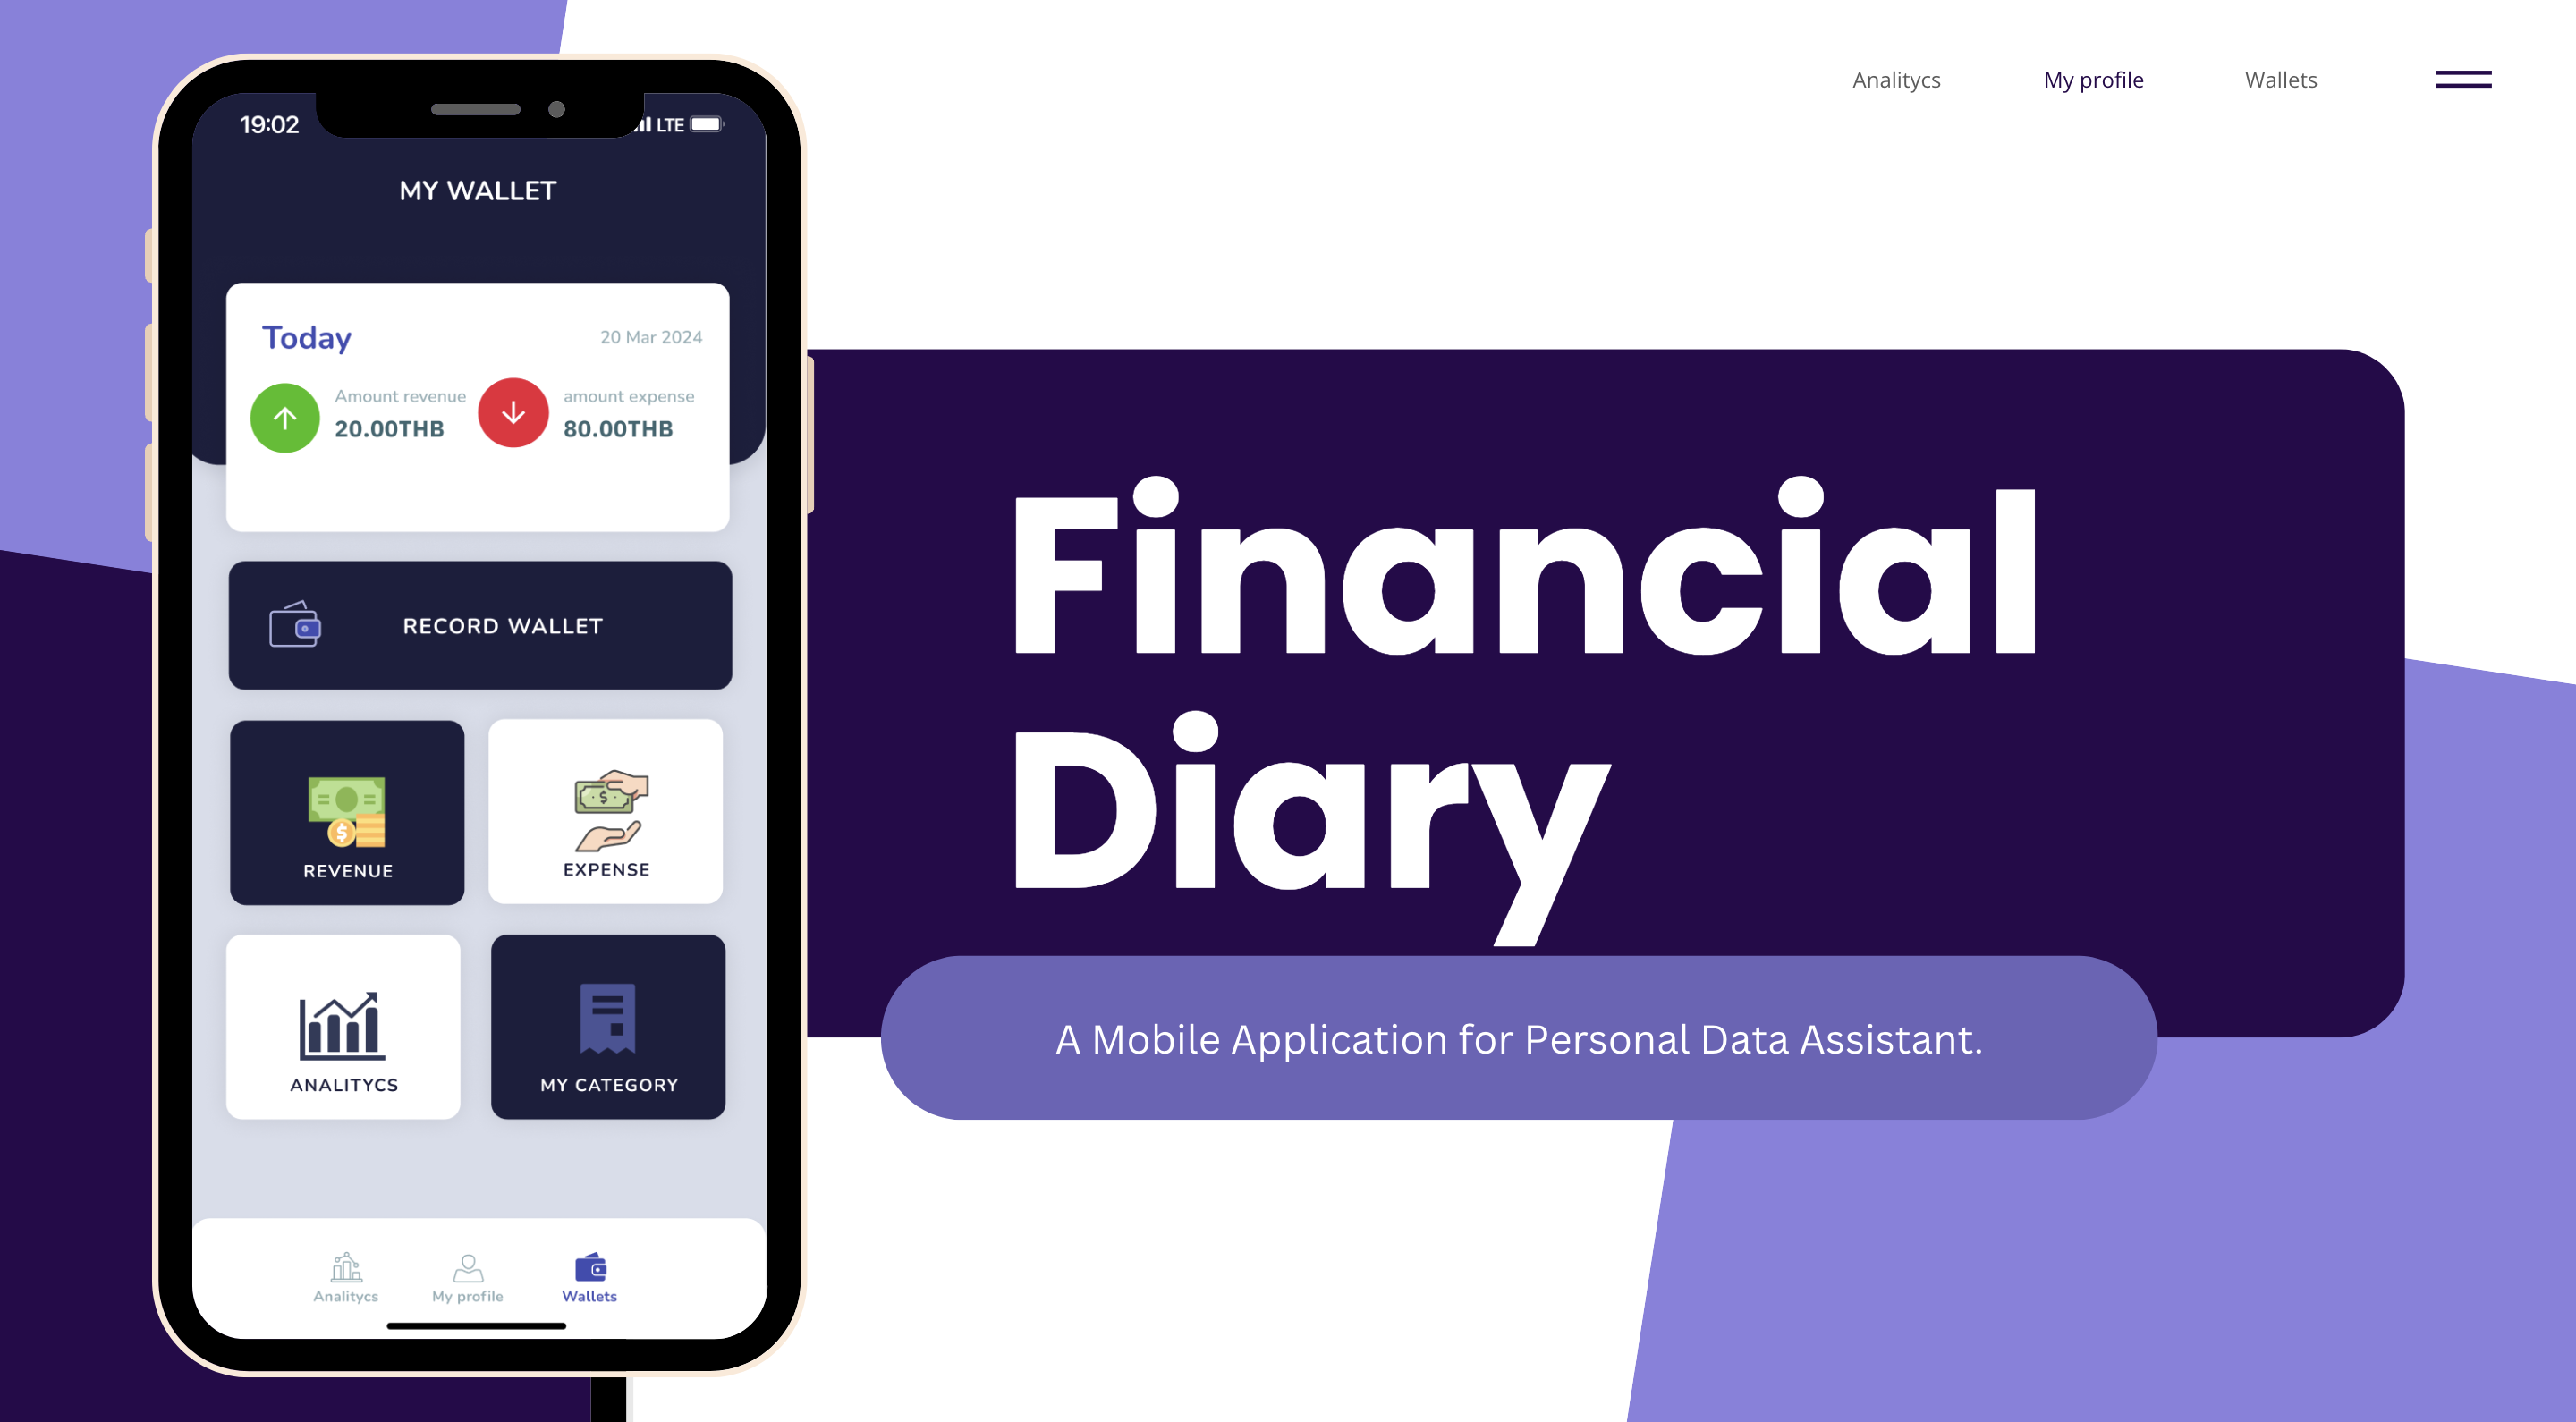 Analitycs My profile Wallets
19:02 LTE
MY WALLET
Today 20 Mar 2024
Amount revenue amount expense
20.00THB 80.00THB
RECORD WALLET
REVENUE EXPENSE
ANALITYCS MY CATEGORY
Analitycs My profile Wallets
Financial
Diary
A Mobile Application for Personal Data Assistant.